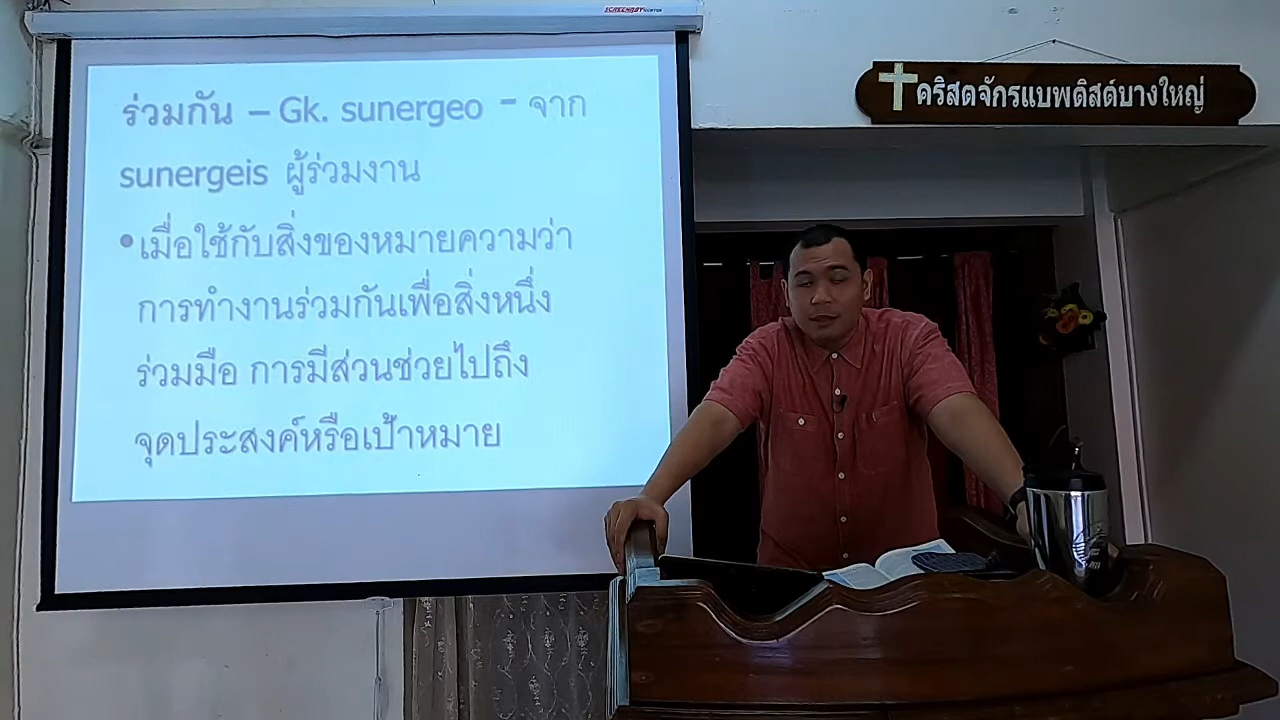 ร่วมกัน – Gk. sunergeo - จาก
sunergeis ผู้ร่วมงาน
•เมื่อใช้กับสิ่งของหมายความว่า
การทำงานร่วมกันเพื่อสิ่งหนึ่ง
ร่วมมือ การมีส่วนช่วยไปถึง
จุดประสงค์หรือเป้าหมาย
คริสตจักรแบพติสต์บางใหญ่